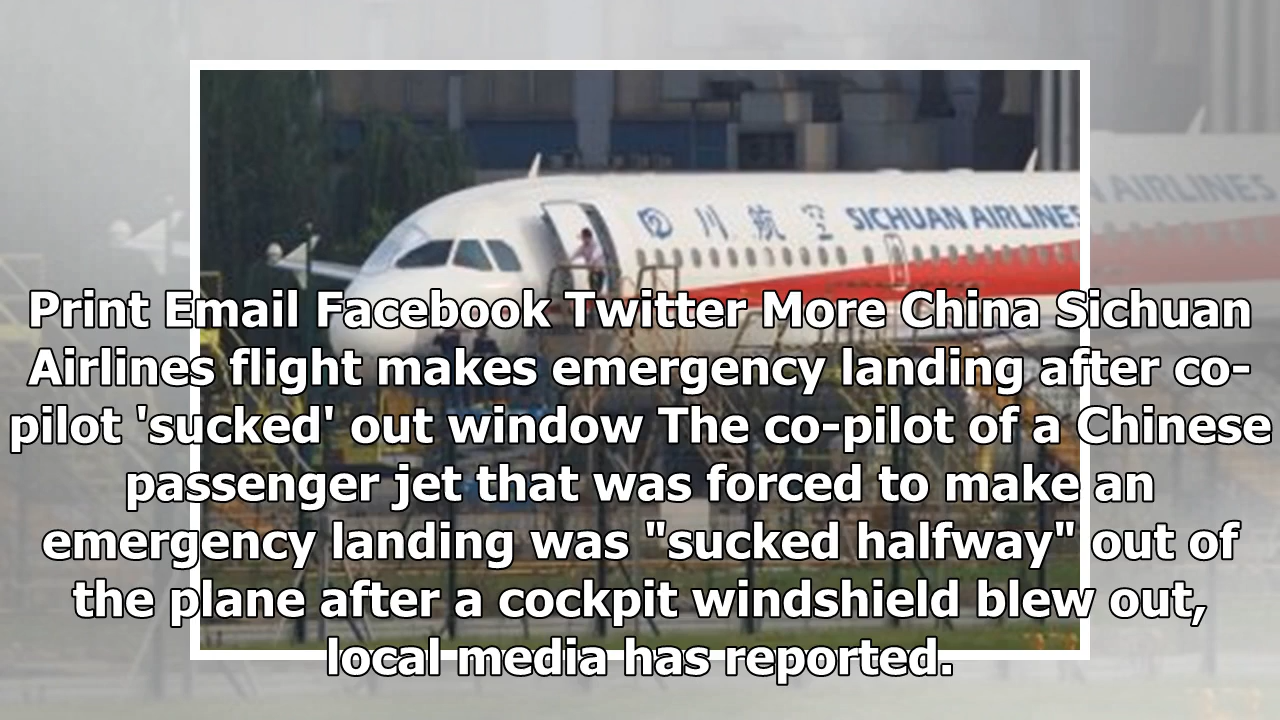 川航空 SICHUAN AIRLINES
N AIRLINES
Print Email Facebook Twitter More China Sichuan
Airlines flight makes emergency landing after co-
pilot 'sucked' out window The co-pilot of a Chinese
passenger jet that was forced to make an
emergency landing was "sucked halfway" out of
the plane after a cockpit windshield blew out,
local media has reported.